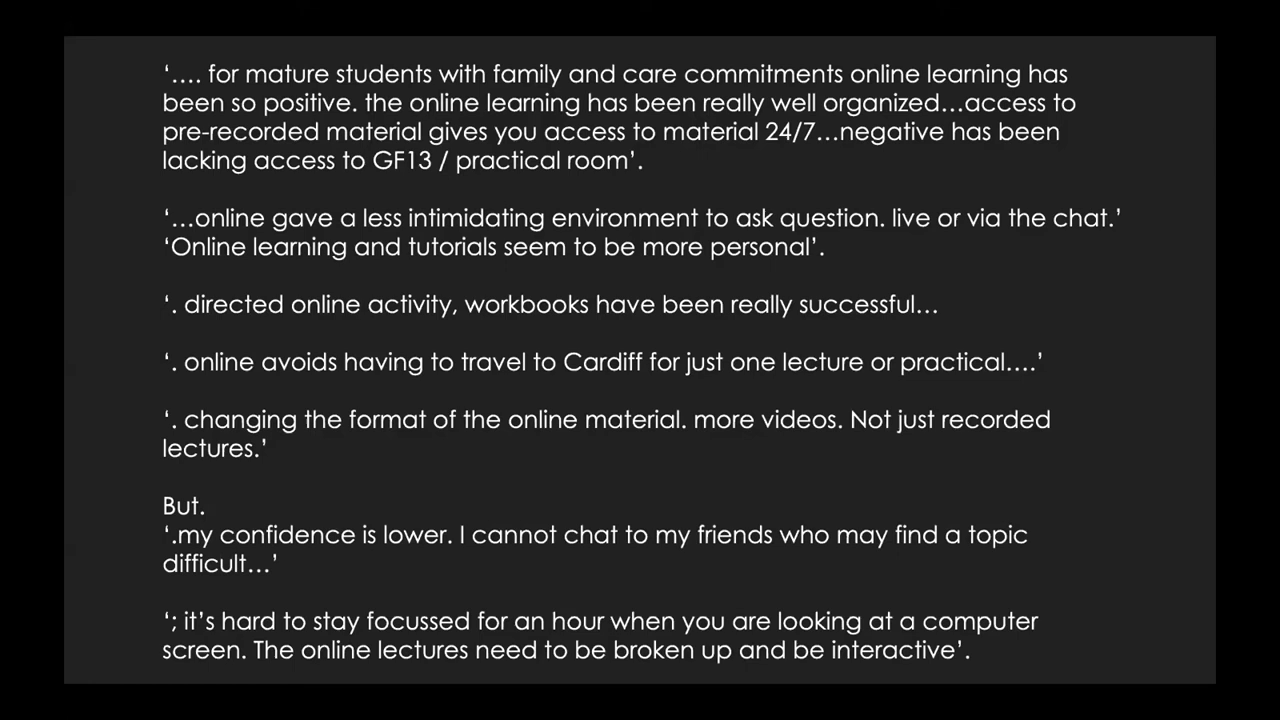 ‘…. for mature students with family and care commitments online learning has
been so positive. the online learning has been really well organized…access to
pre-recorded material gives you access to material 24/7…negative has been
lacking access to GF13 / practical room’.
‘…online gave a less intimidating environment to ask question. live or via the chat.’
‘Online learning and tutorials seem to be more personal’.
‘. directed online activity, workbooks have been really successful…
‘. online avoids having to travel to Cardiff for just one lecture or practical….’
‘. changing the format of the online material. more videos. Not just recorded
lectures.’
But.
‘.my confidence is lower. I cannot chat to my friends who may find a topic
difficult…’
‘; it’s hard to stay focussed for an hour when you are looking at a computer
screen. The online lectures need to be broken up and be interactive’.